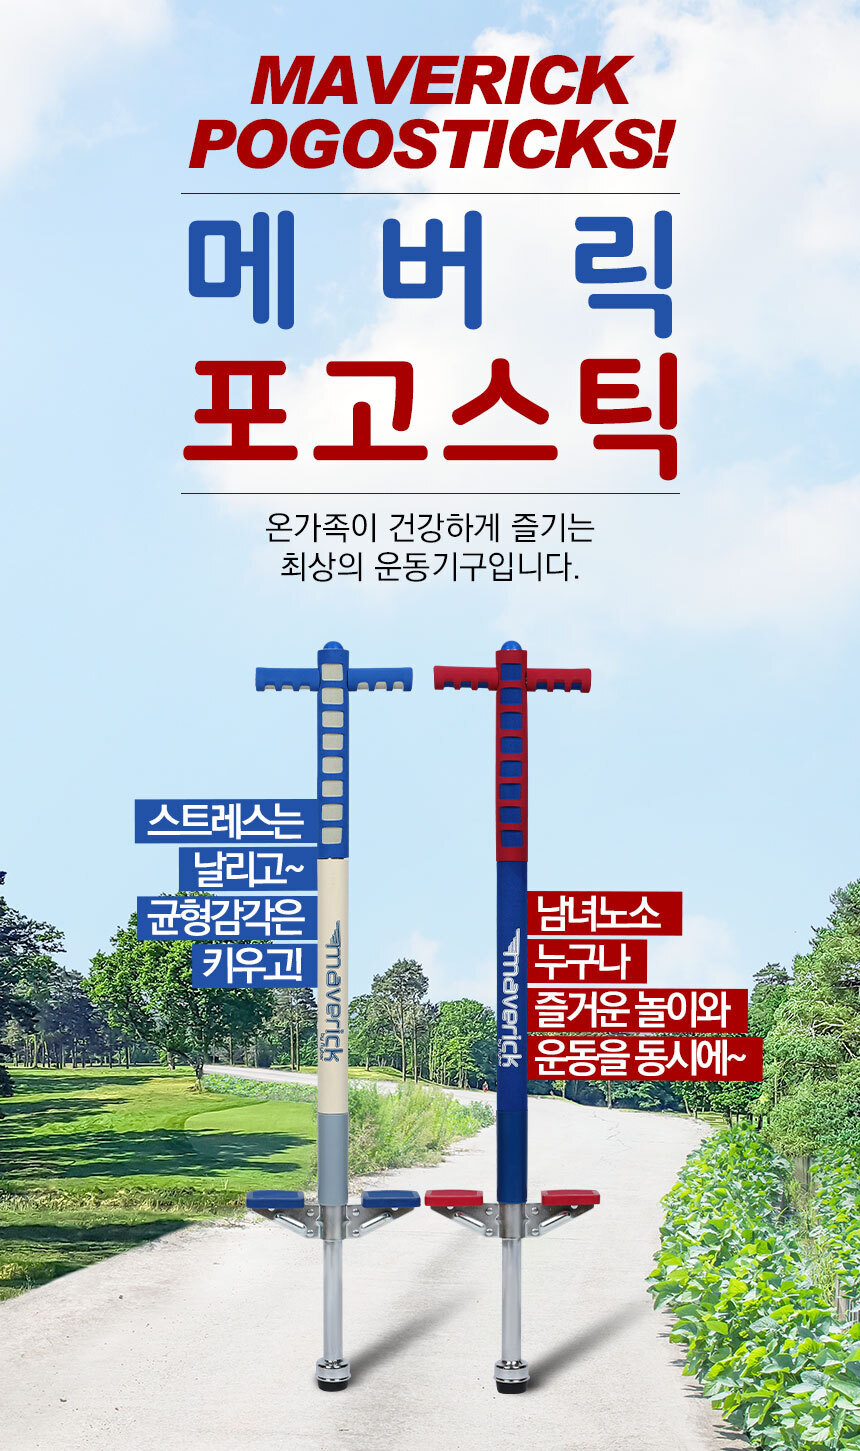 MAVERICK
POGOSTICKS!
메버릭
포고스틱
온가족이 건강하게 즐기는
최상의 운동기구입니다.
스트레스는
날리고~
균형감각은
키우고!
남녀노소
누구나
즐거운 놀이와
운동을 동시에~
maverick
maverick